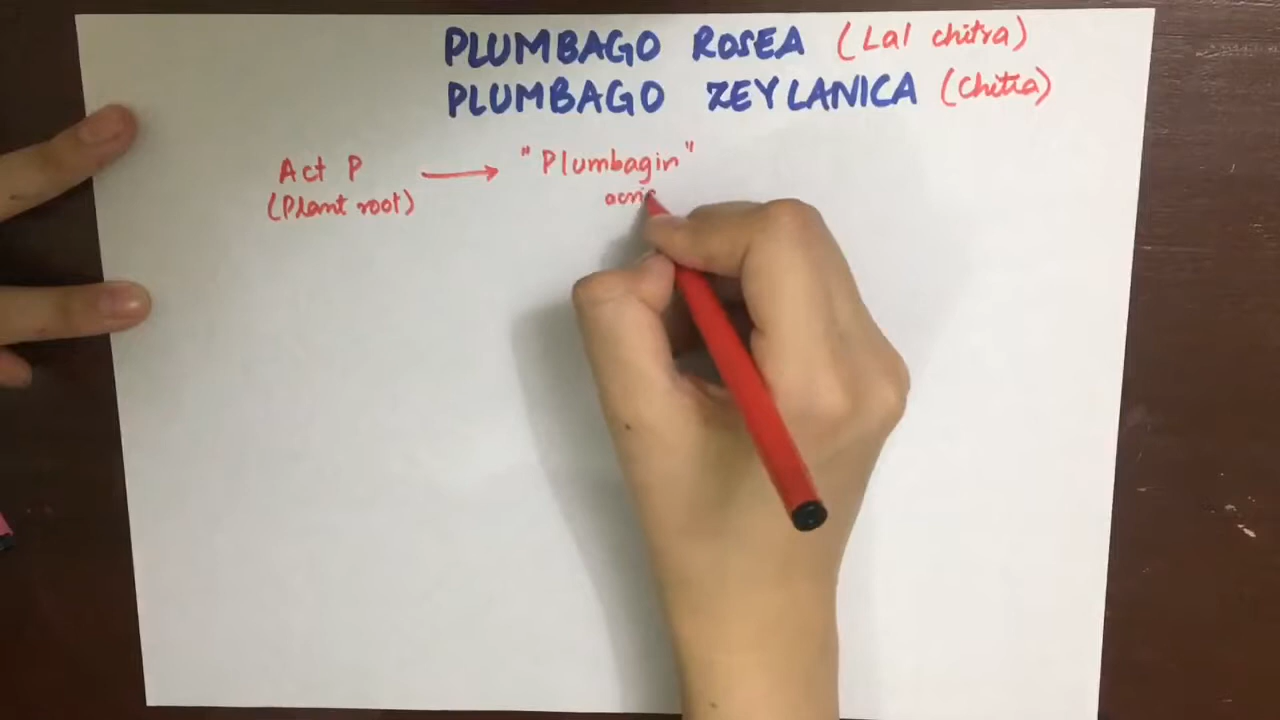 PLUMBAGO ROSEA (Lal chitra)
PLUMBAGO ZEYLANICA (Chitra)
Act P → "Plumbagin"
(Plant root)